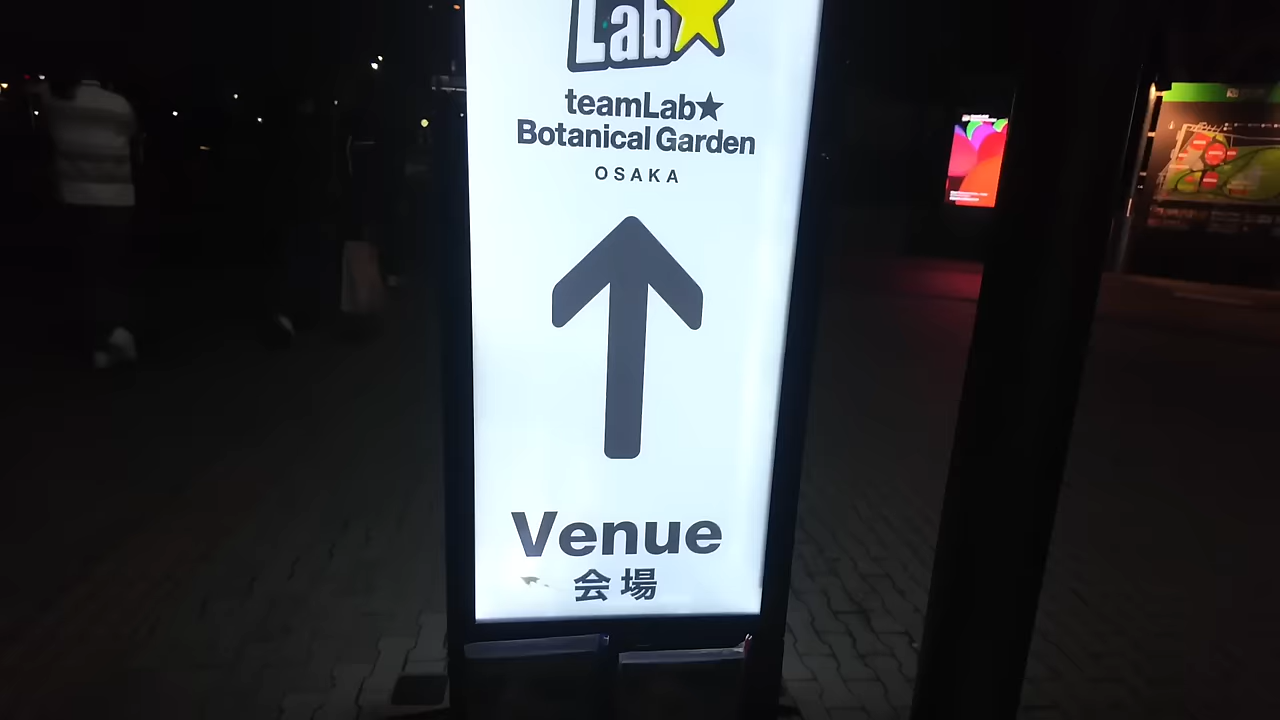 Lab
teamLab★
Botanical Garden
OSAKA
Venue
会場